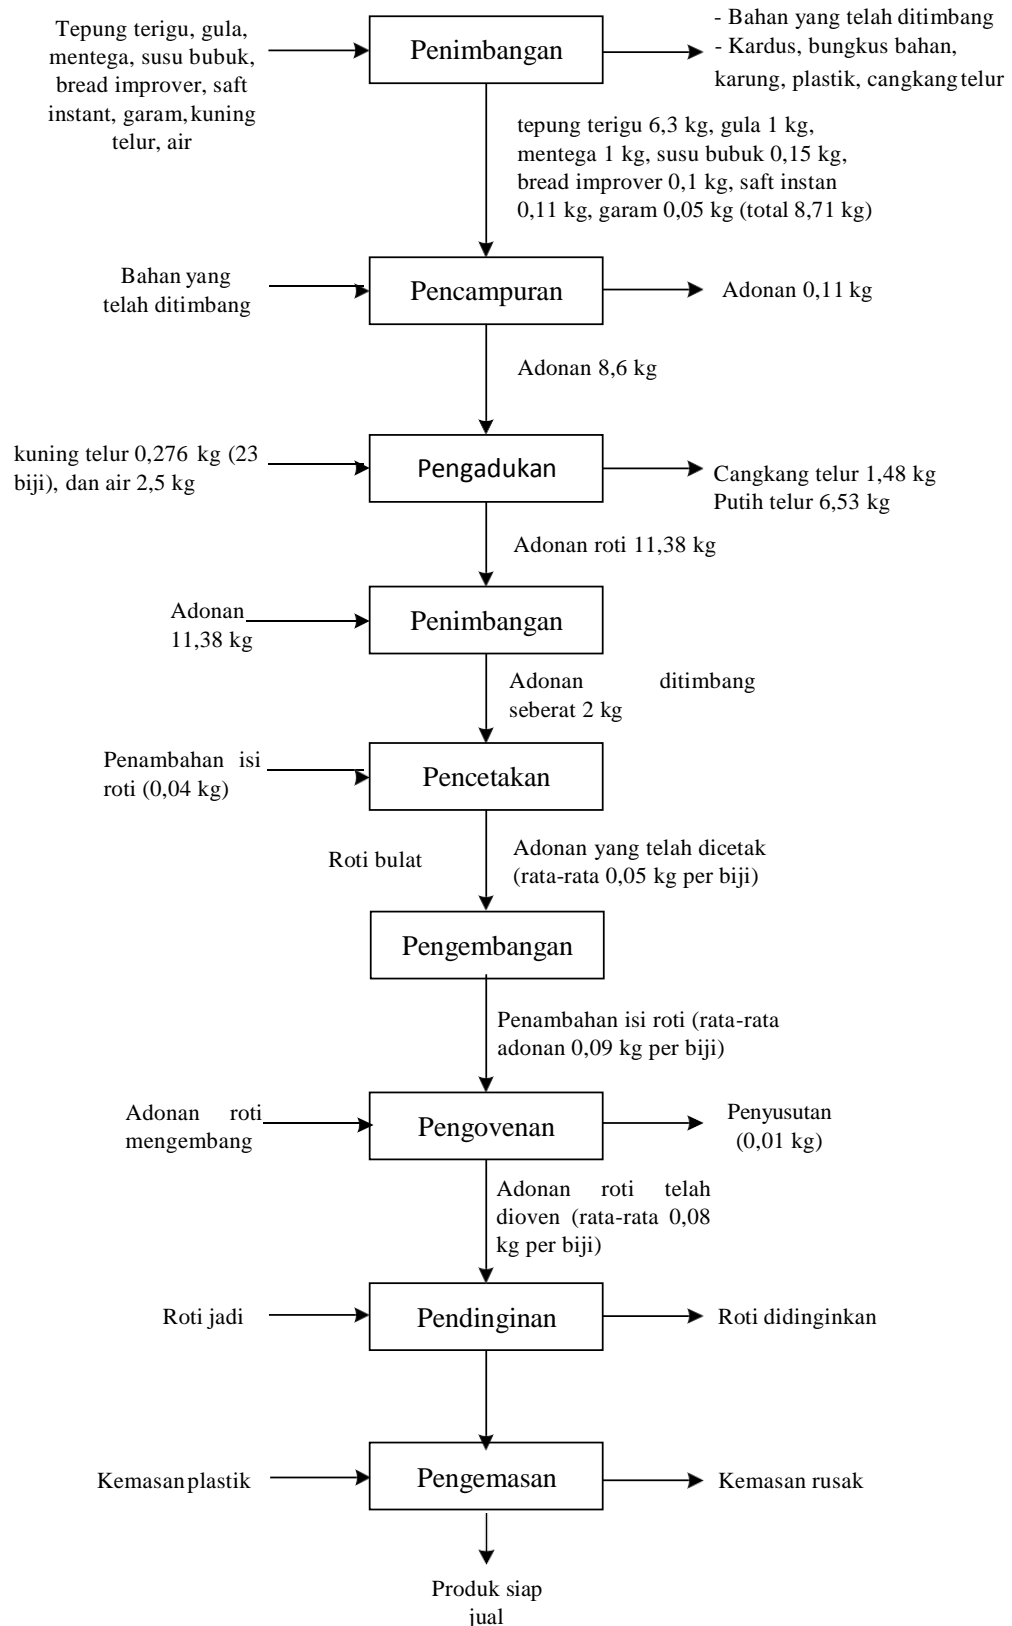 Tepung terigu, gula,
mentega, susu bubuk,
bread improver, saft
instant, garam, kuning
telur, air
Penimbangan
- Bahan yang telah ditimbang
- Kardus, bungkus bahan,
karung, plastik, cangkang telur
tepung terigu 6,3 kg, gula 1 kg,
mentega 1 kg, susu bubuk 0,15 kg,
bread improver 0,1 kg, saft instan
0,11 kg, garam 0,05 kg (total 8,71 kg)
Bahan yang
telah ditimbang
Pencampuran
Adonan 0,11 kg
Adonan 8,6 kg
kuning telur 0,276 kg (23
biji), dan air 2,5 kg
Pengadukan
Cangkang telur 1,48 kg
Putih telur 6,53 kg
Adonan roti 11,38 kg
Adonan
11,38 kg
Penimbangan
Adonan ditimbang
seberat 2 kg
Penambahan isi
roti (0,04 kg)
Pencetakan
Roti bulat
Adonan yang telah dicetak
(rata-rata 0,05 kg per biji)
Pengembangan
Penambahan isi roti (rata-rata
adonan 0,09 kg per biji)
Adonan roti
mengembang
Pengovenan
Penyusutan
(0,01 kg)
Adonan roti telah
dioven (rata-rata 0,08
kg per biji)
Roti jadi
Pendinginan
Roti didinginkan
Kemasan plastik
Pengemasan
Kemasan rusak
Produk siap
jual